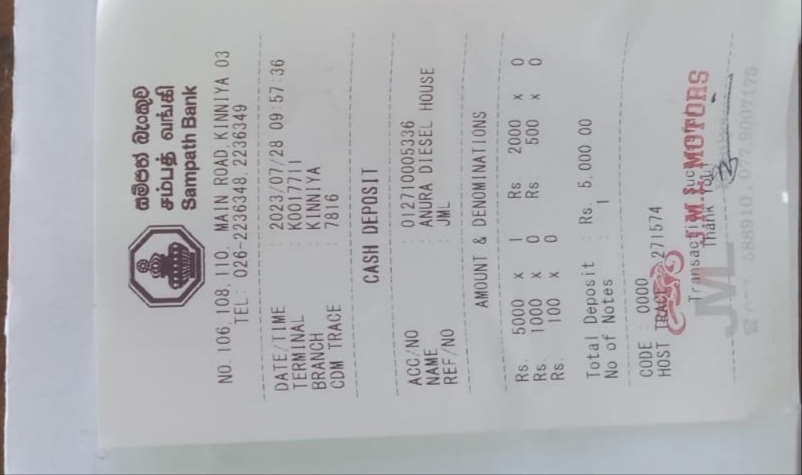 සම්පත් බැංකුව
சம்பத் வங்கி
Sampath Bank
NO. 106, 108, 110, MAIN ROAD, KINNIYA 03
TEL : 026-2236348, 2236349
DATE/TIME : 2023/07/28 09:57:36
TERMINAL : K0017711
BRANCH : KINNIYA
CDM TRACE : 7816
CASH DEPOSIT
ACC/NO : 012710005336
NAME : ANURA DIESEL HOUSE
REF/NO : JML
AMOUNT & DENOMINATIONS
Rs. 5000 x 1 Rs 2000 x 0
Rs. 1000 x 0 Rs. 500 x 0
Rs. 100 x 0
Total Deposit : Rs. 5,000 00
No of Notes 1
CODE : 0000
HOST TRACE 271574
J.M.L MOTORS
Thank You
JML
077 9007175